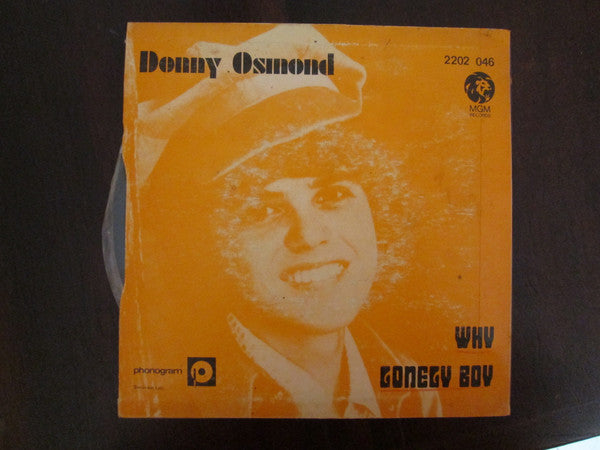 Donny Osmond
2202 046
MGM
RECORDS
WHY
LONELY BOY
phonogram